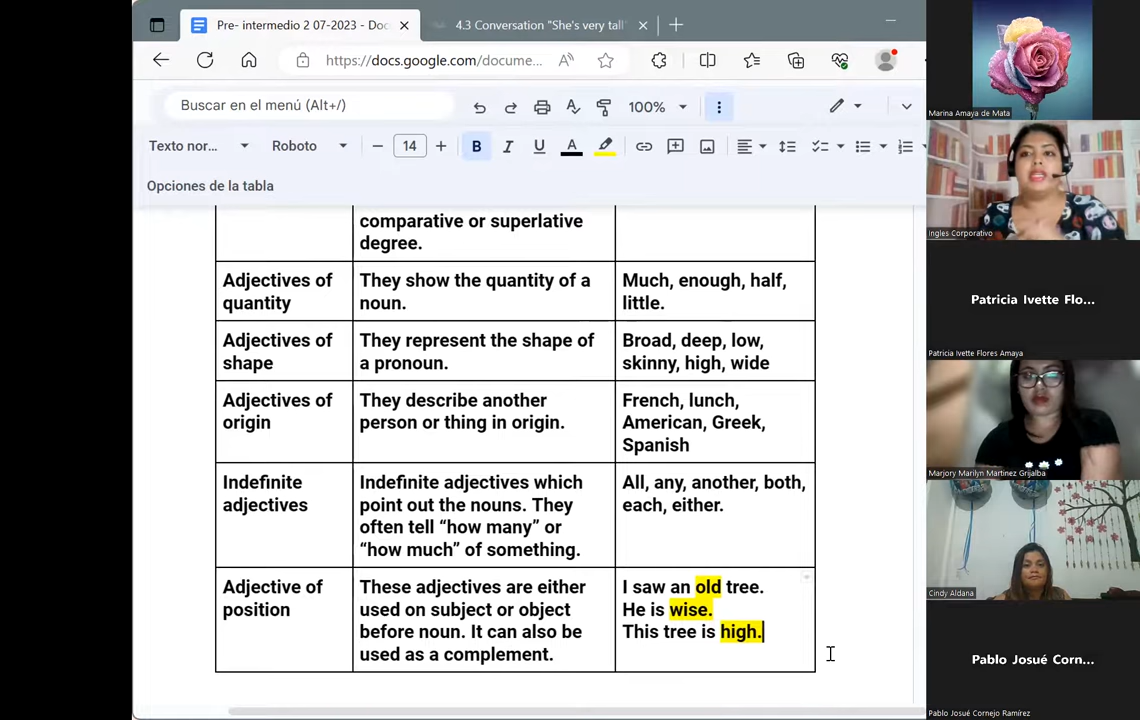 Pre- intermedio 2 07-2023 - Doc
4.3 Conversation "She's very tall"
https://docs.google.com/docume...
Buscar en el menú (Alt+/)
100%
Texto nor...
Roboto
14
B
I
U
A
Opciones de la tabla
comparative or superlative
degree.
Adjectives of
quantity
They show the quantity of a
noun.
Much, enough, half,
little.
Adjectives of
shape
They represent the shape of
a pronoun.
Broad, deep, low,
skinny, high, wide
Adjectives of
origin
They describe another
person or thing in origin.
French, lunch,
American, Greek,
Spanish
Indefinite
adjectives
Indefinite adjectives which
point out the nouns. They
often tell “how many” or
“how much” of something.
All, any, another, both,
each, either.
Adjective of
position
These adjectives are either
used on subject or object
before noun. It can also be
used as a complement.
I saw an old tree.
He is wise.
This tree is high.
Marina Amaya de Mata
Ingles Corporativo
Patricia Ivette Flo...
Patricia Ivette Flores Amaya
Marjory Marilyn Martinez Grijalba
Cindy Aldana
Pablo Josué Corn...
Pablo Josué Cornejo Ramírez